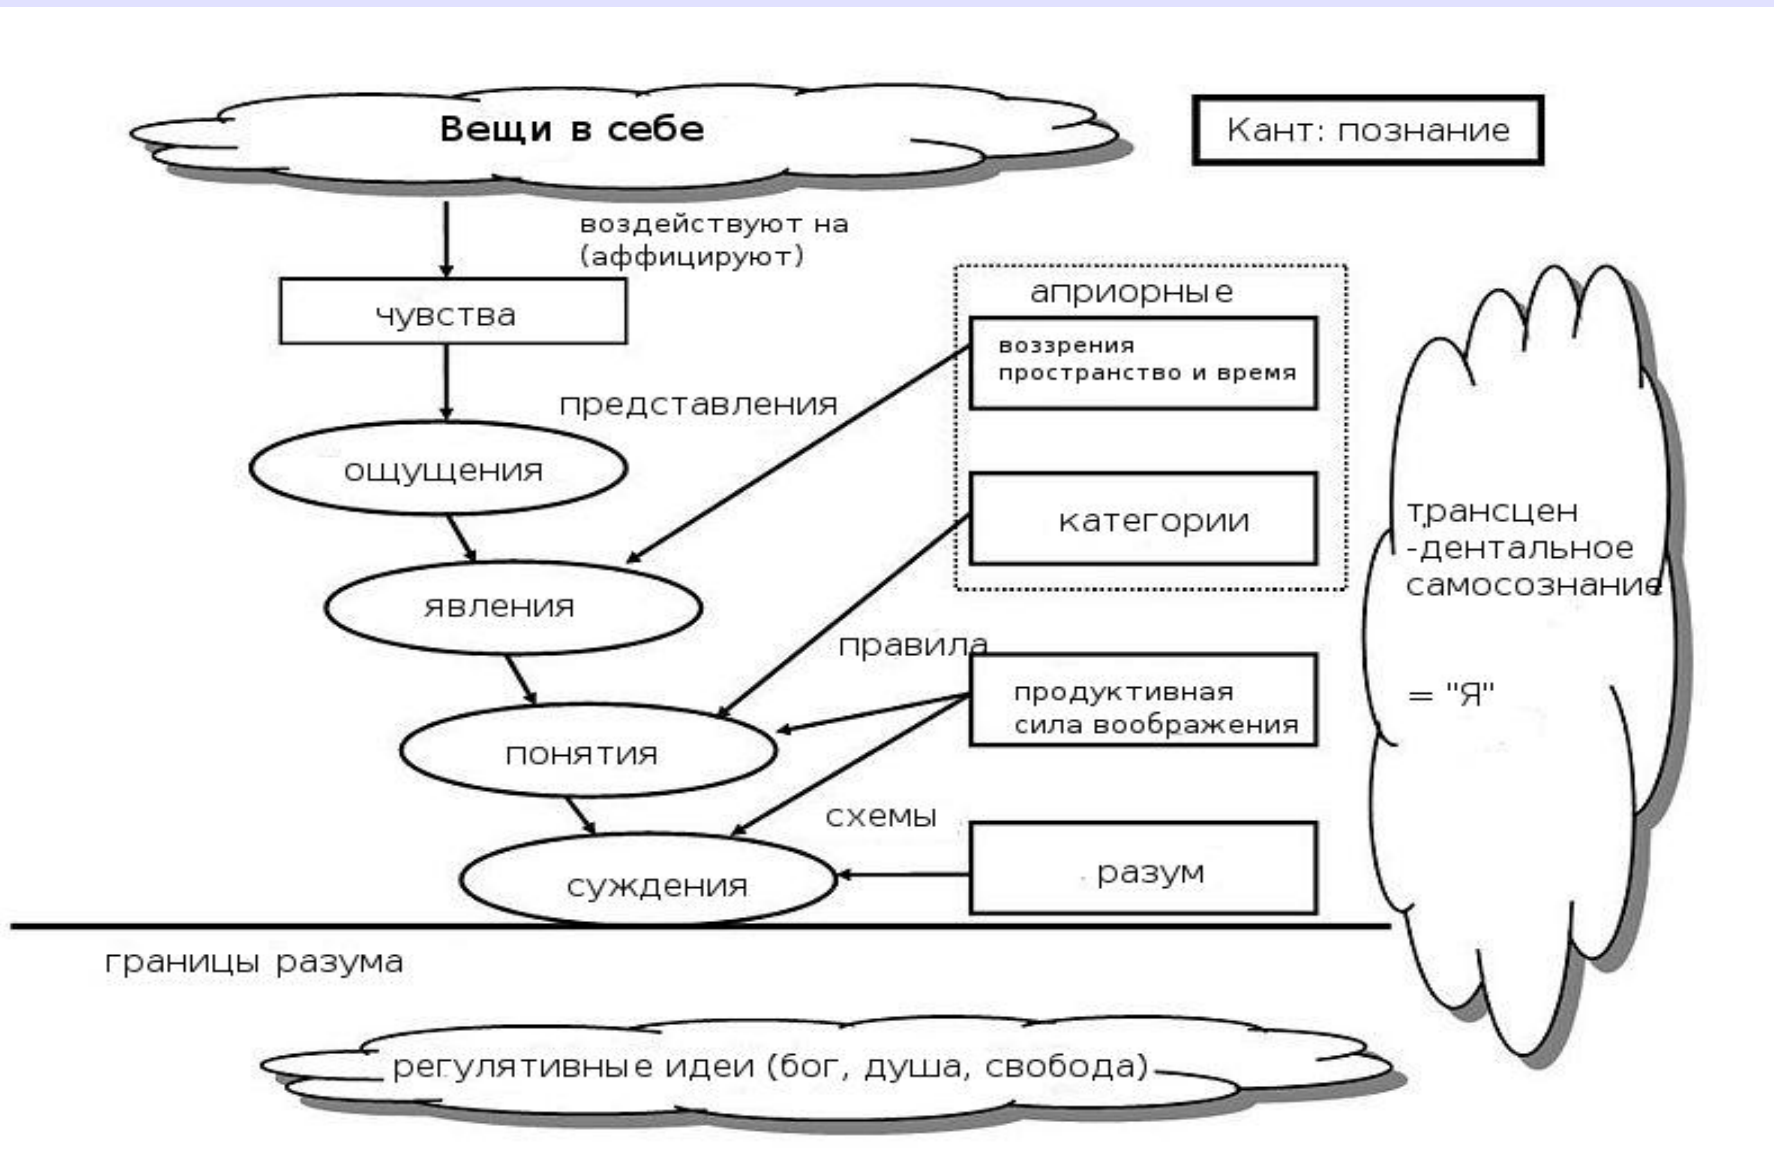 Вещи в себе
Кант: познание
воздействуют на
(аффицируют)
чувства
априорные
воззрения
пространство и время
представления
ощущения
категории
явления
правила
продуктивная
сила воображения
понятия
схемы
разум
суждения
границы разума
трансцен
-дентальное
самосознание
= "Я"
регулятивные идеи (бог, душа, свобода)